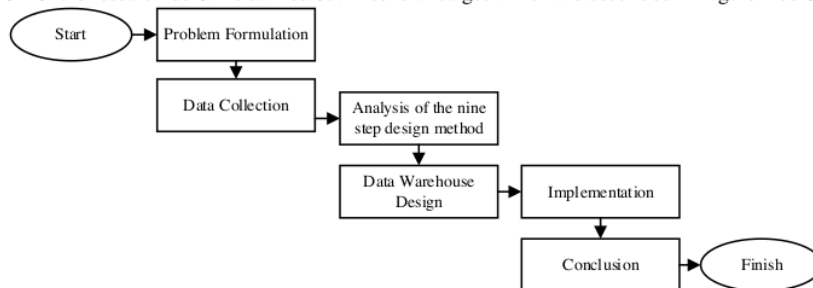 Start
Problem Formulation
Data Collection
Analysis of the nine
step design method
Data Warehouse
Design
Implementation
Conclusion
Finish